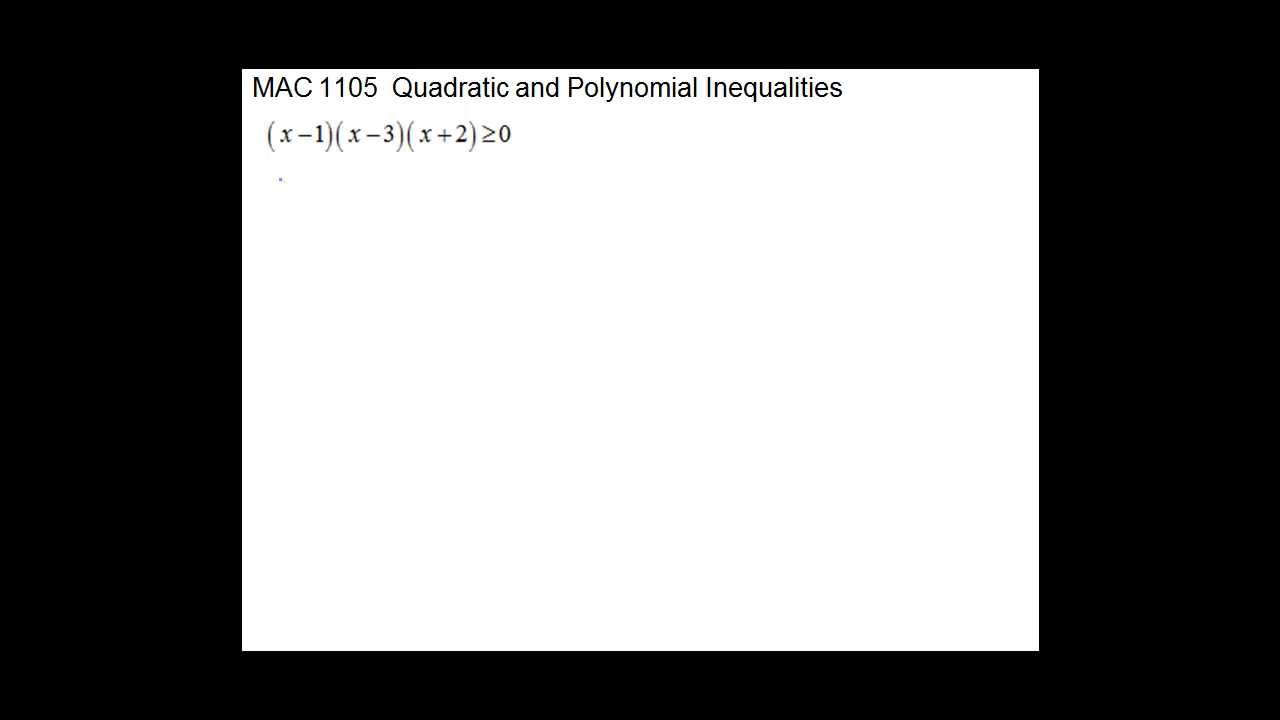 MAC 1105  Quadratic and Polynomial Inequalities
(x−1)(x−3)(x+2)≥0